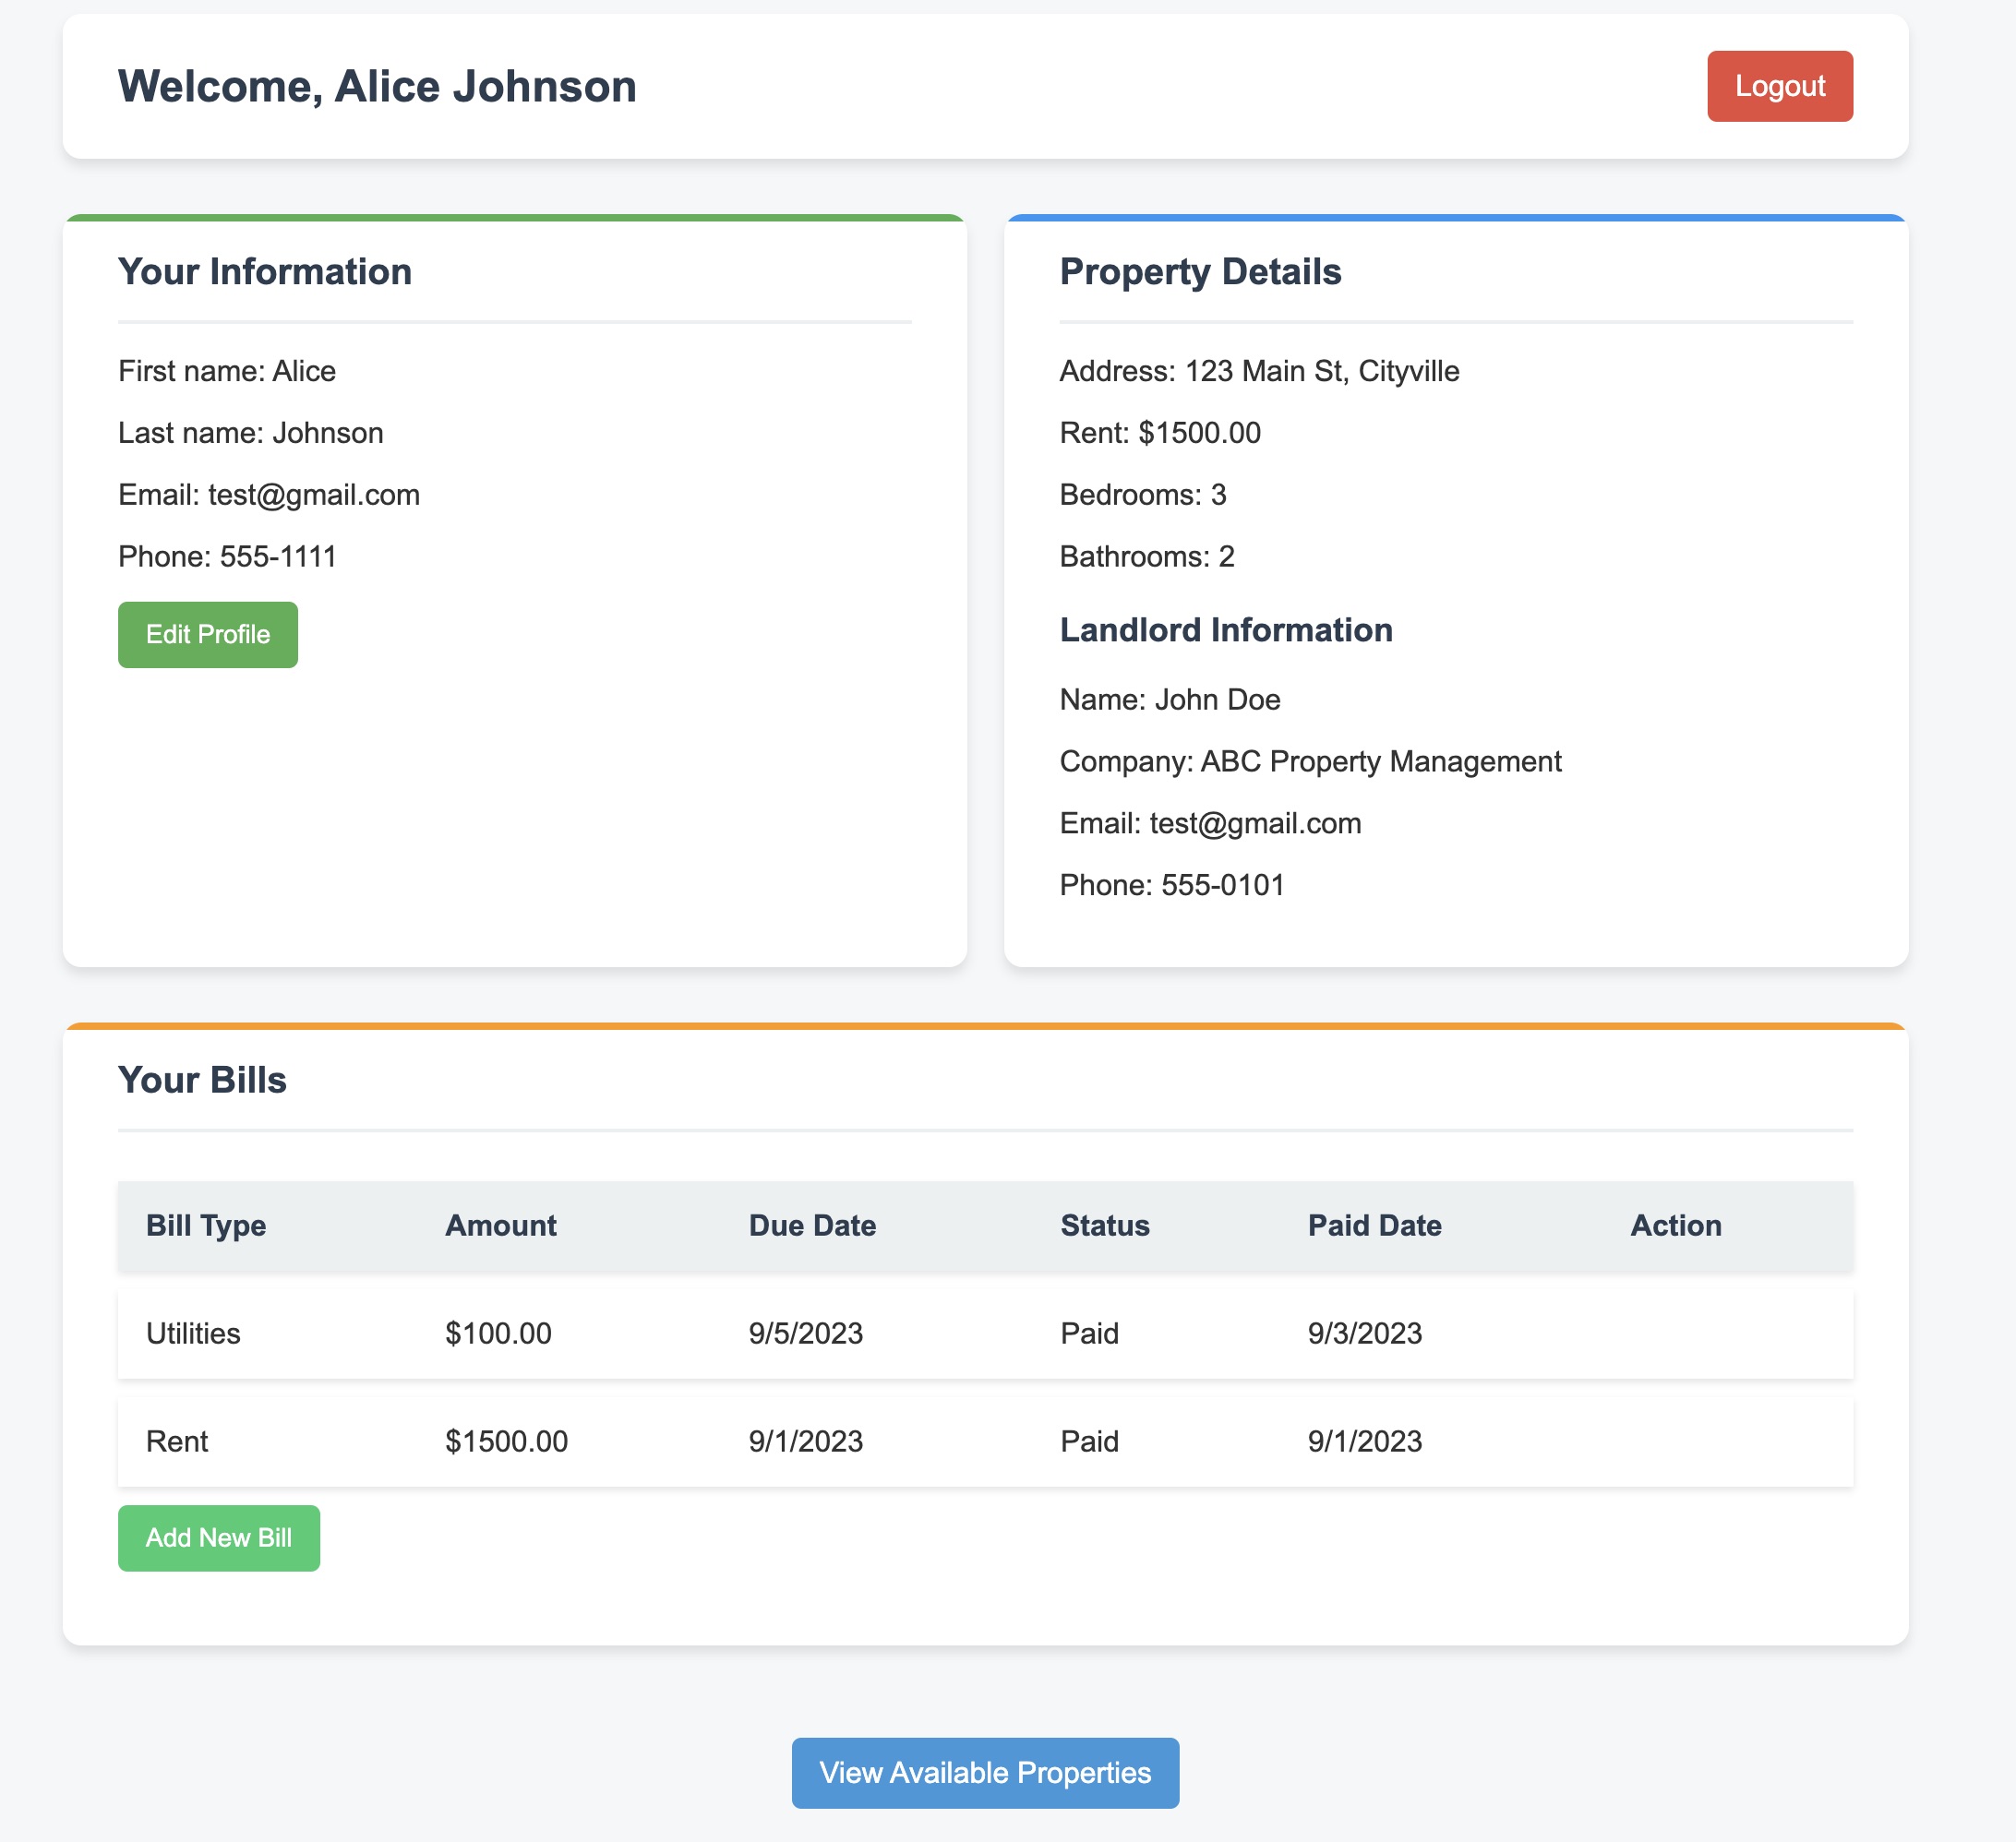 Welcome, Alice Johnson
Logout
Your Information
First name: Alice
Last name: Johnson
Email: test@gmail.com
Phone: 555-1111
Edit Profile
Property Details
Address: 123 Main St, Cityville
Rent: $1500.00
Bedrooms: 3
Bathrooms: 2
Landlord Information
Name: John Doe
Company: ABC Property Management
Email: test@gmail.com
Phone: 555-0101
Your Bills
Bill Type Amount Due Date Status Paid Date Action
Utilities $100.00 9/5/2023 Paid 9/3/2023
Rent $1500.00 9/1/2023 Paid 9/1/2023
Add New Bill
View Available Properties